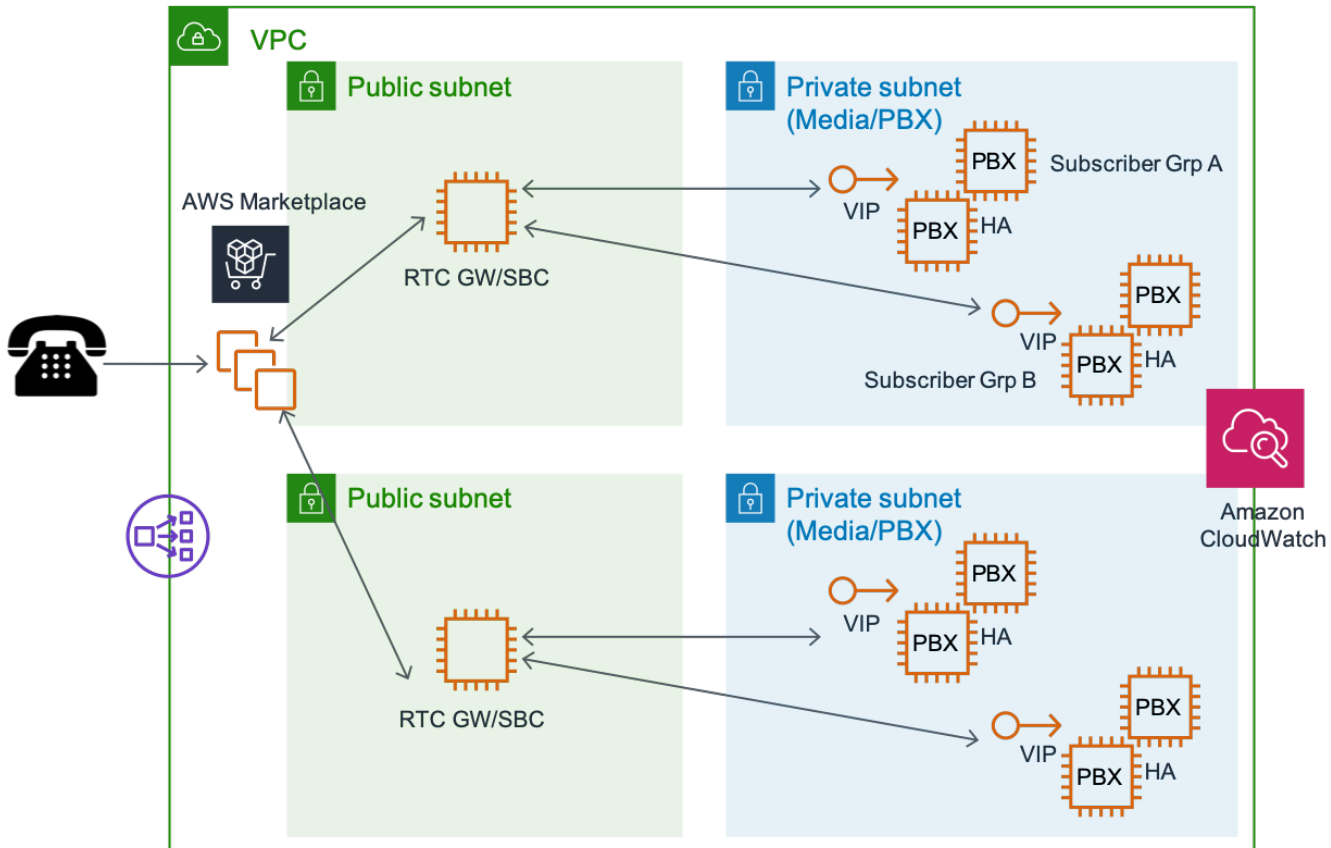 VPC
Public subnet
Private subnet
(Media/PBX)
AWS Marketplace
RTC GW/SBC
VIP
PBX
PBX
HA
Subscriber Grp A
VIP
PBX
PBX
HA
Subscriber Grp B
Amazon
CloudWatch
Public subnet
Private subnet
(Media/PBX)
RTC GW/SBC
VIP
PBX
PBX
HA
VIP
PBX
PBX
HA